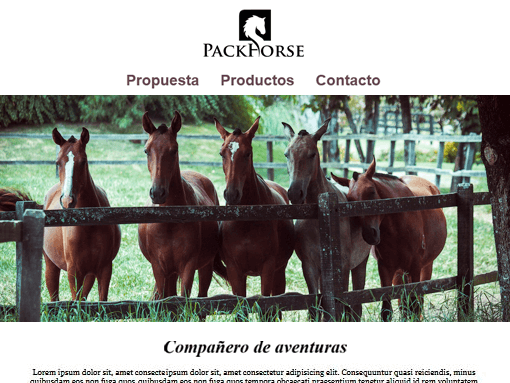 PACKHORSE
Propuesta Productos Contacto
Compañero de aventuras
Lorem ipsum dolor sit, amet consecteipsum dolor sit, amet consectetur adipisicing elit. Consequuntur quasi reiciendis, minus
quibusdam eos non fuga quos quibusdam eos non fuga quos tempora obcaecati praesentium tenetur aliquid id rem voluptatem